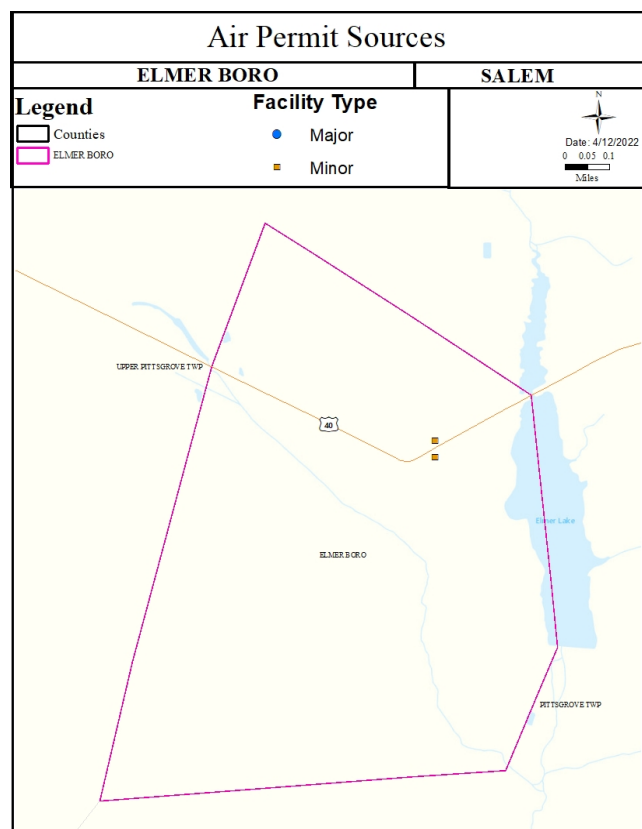 Air Permit Sources
ELMER BORO
SALEM
Legend
Counties
ELMER BORO
Facility Type
Major
Minor
N
Date: 4/12/2022
0 0.05 0.1
Miles
UPPER PITTSGROVE TWP
40
Elmer Lake
ELMER BORO
PITTSGROVE TWP